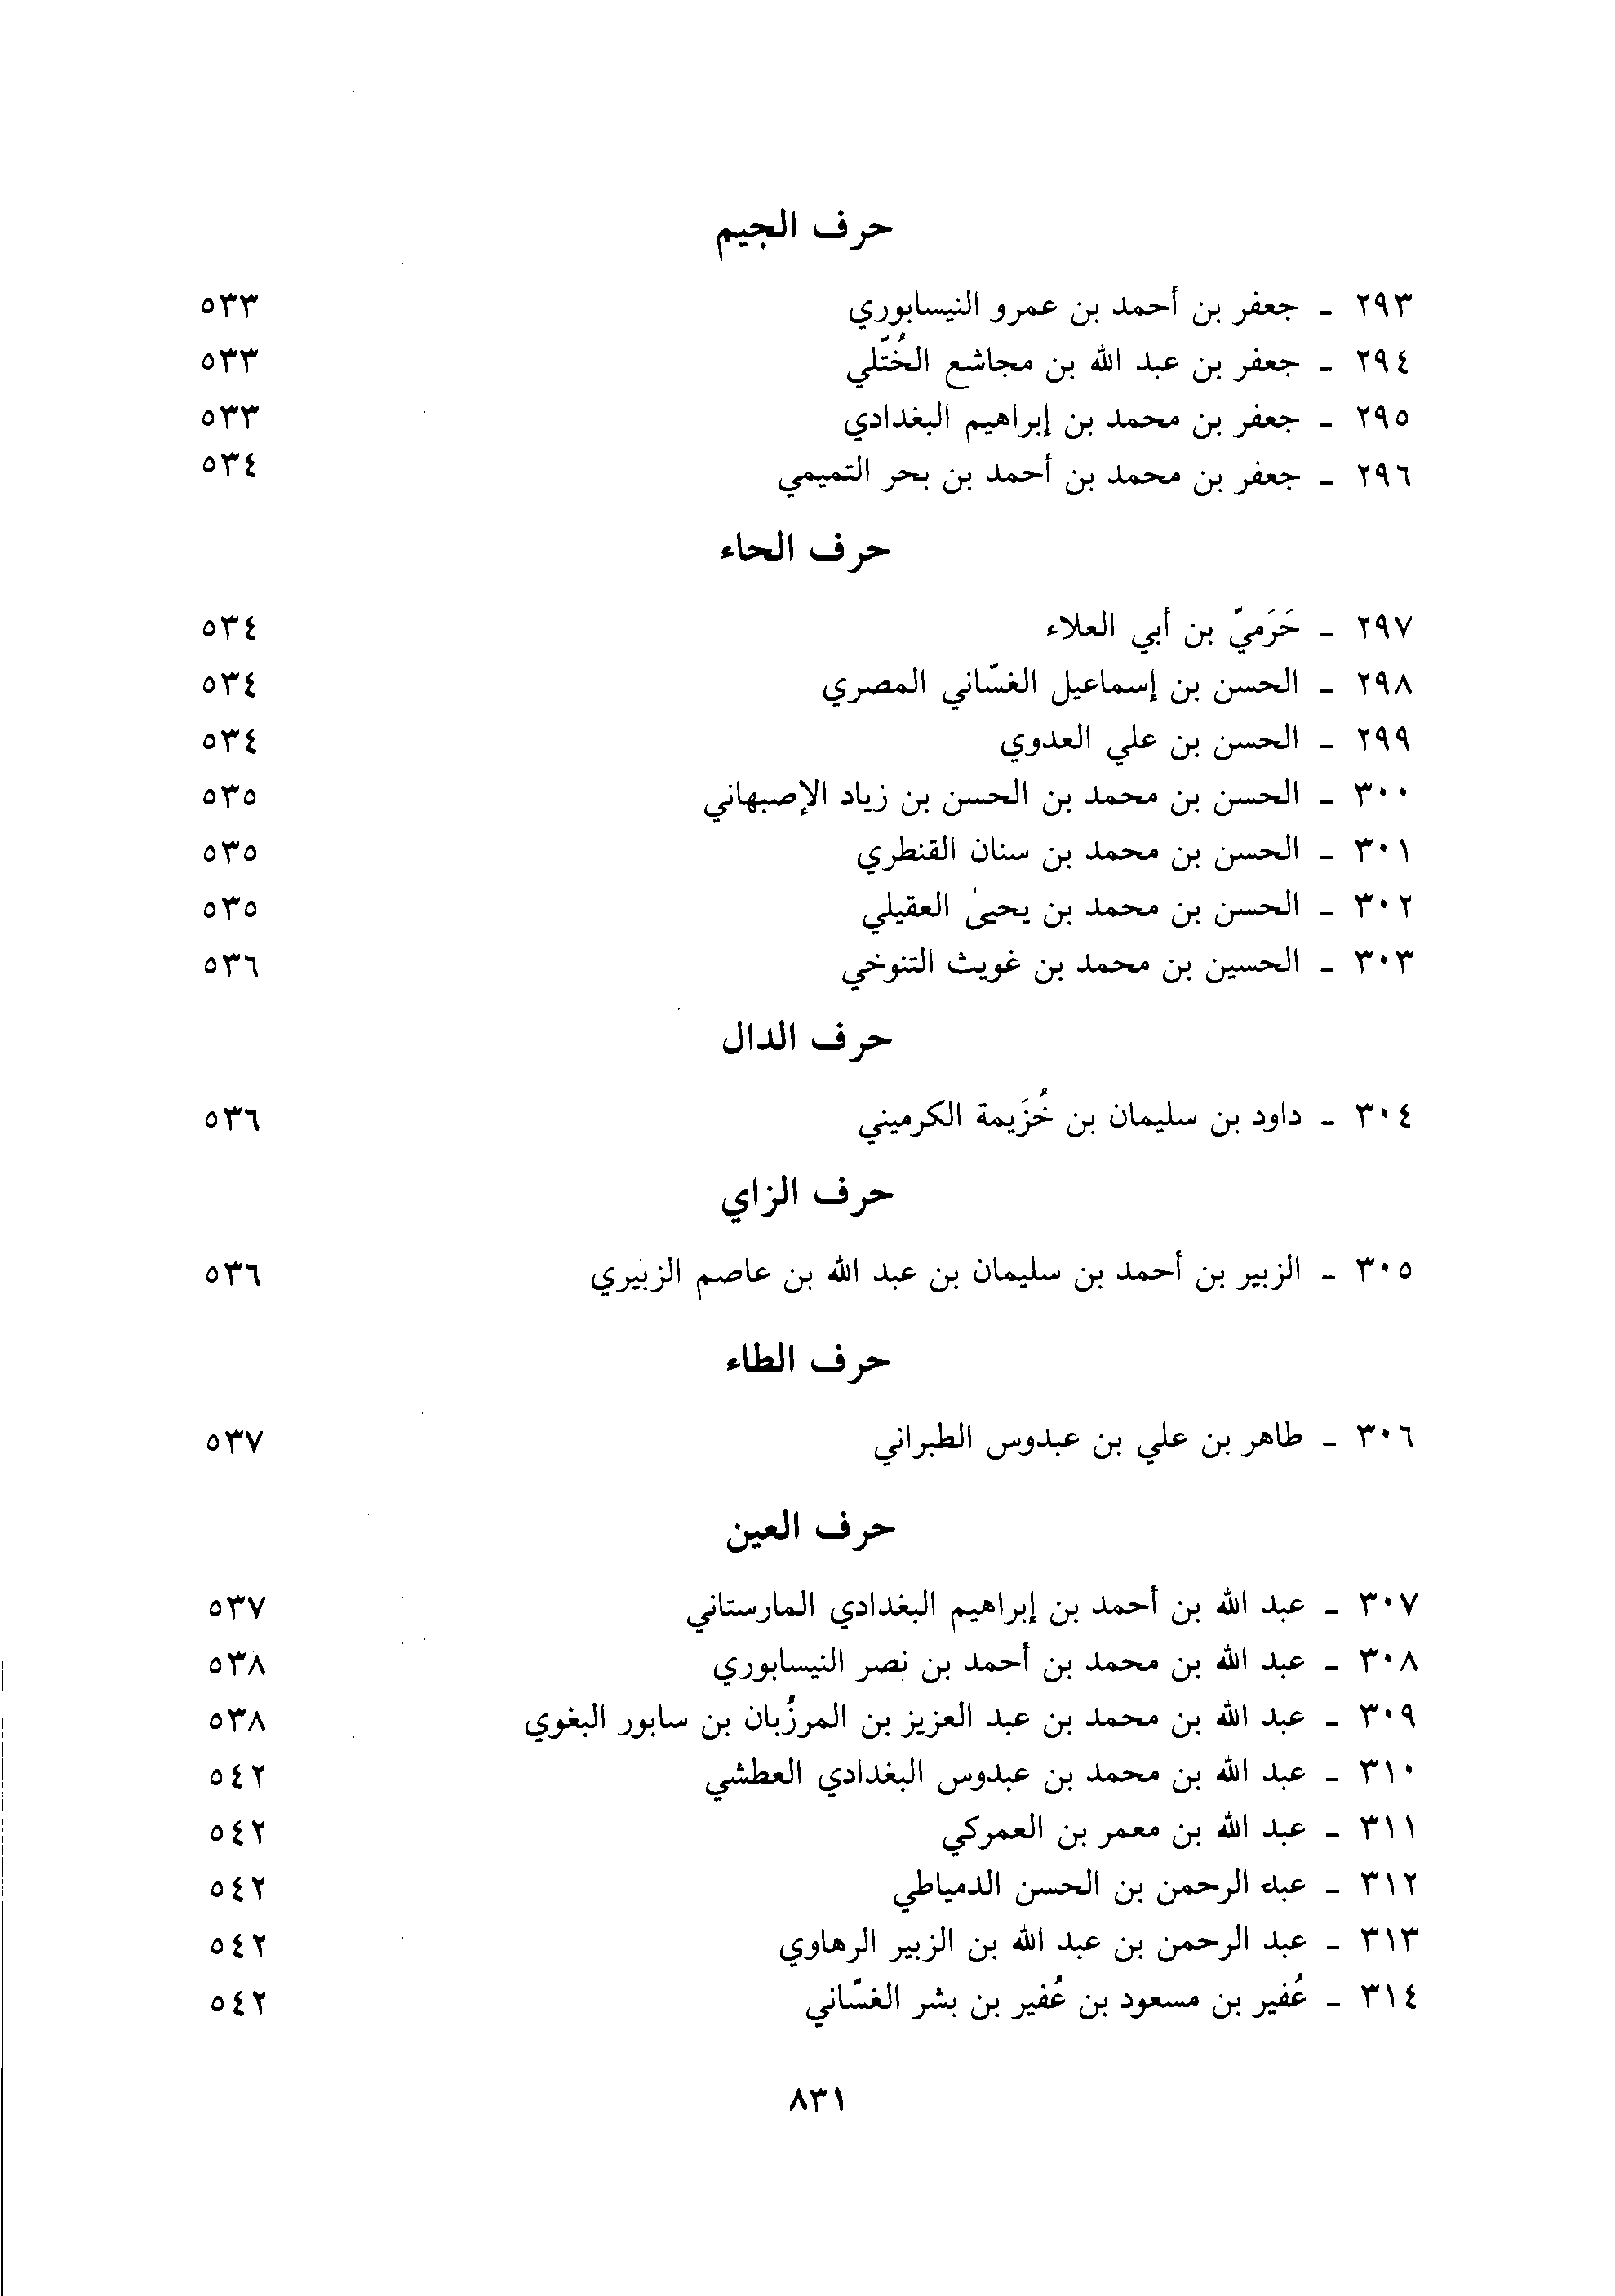 حرف الجيم
٢٩٣ ـ جعفر بن أحمد بن عمرو النيسابوري ٥٣٣
٢٩٤ ـ جعفر بن عبد الله بن مجاشع الخُتّلي ٥٣٣
٢٩٥ ـ جعفر بن محمد بن إبراهيم البغدادي ٥٣٣
٢٩٦ ـ جعفر بن محمد بن أحمد بن بحر التميمي ٥٣٤
حرف الحاء
٢٩٧ ـ حَرَميّ بن أبي العلاء ٥٣٤
٢٩٨ ـ الحسن بن إسماعيل الغسّاني المصري ٥٣٤
٢٩٩ ـ الحسن بن علي العدوي ٥٣٤
٣٠٠ ـ الحسن بن محمد بن الحسن بن زياد الإصبهاني ٥٣٥
٣٠١ ـ الحسن بن محمد بن سنان القنطري ٥٣٥
٣٠٢ ـ الحسن بن محمد بن يحيىٰ العقيلي ٥٣٥
٣٠٣ ـ الحسين بن محمد بن غويث التنوخي ٥٣٦
حرف الدال
٣٠٤ ـ داود بن سليمان بن خُزَيمة الكرميني ٥٣٦
حرف الزاي
٣٠٥ ـ الزبير بن أحمد بن سليمان بن عبد الله بن عاصم الزبيري ٥٣٦
حرف الطاء
٣٠٦ ـ طاهر بن علي بن عبدوس الطبراني ٥٣٧
حرف العين
٣٠٧ ـ عبد الله بن أحمد بن إبراهيم البغدادي المارستاني ٥٣٧
٣٠٨ ـ عبد الله بن محمد بن أحمد بن نصر النيسابوري ٥٣٨
٣٠٩ ـ عبد الله بن محمد بن عبد العزيز بن المرزُبان بن سابور البغوي ٥٣٨
٣١٠ ـ عبد الله بن محمد بن عبدوس البغدادي العطشي ٥٤٢
٣١١ ـ عبد الله بن معمر بن العمركي ٥٤٢
٣١٢ ـ عبد الرحمن بن الحسن الدمياطي ٥٤٢
٣١٣ ـ عبد الرحمن بن عبد الله بن الزبير الرهاوي ٥٤٢
٣١٤ ـ عُفير بن مسعود بن عُفير بن بشر الغسّاني ٥٤٢
٨٣١